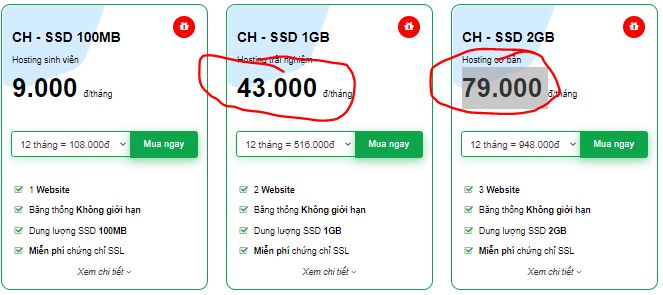 CH - SSD 100MB
Hosting sinh viên
9.000 đ/tháng
12 tháng = 108.000đ Mua ngay
1 Website
Băng thông Không giới hạn
Dung lượng SSD 100MB
Miễn phí chứng chỉ SSL
Xem chi tiết
CH - SSD 1GB
Hosting trải nghiệm
43.000 đ/tháng
12 tháng = 516.000đ Mua ngay
2 Website
Băng thông Không giới hạn
Dung lượng SSD 1GB
Miễn phí chứng chỉ SSL
Xem chi tiết
CH - SSD 2GB
Hosting cơ bản
79.000 đ/tháng
12 tháng = 948.000đ Mua ngay
3 Website
Băng thông Không giới hạn
Dung lượng SSD 2GB
Miễn phí chứng chỉ SSL
Xem chi tiết